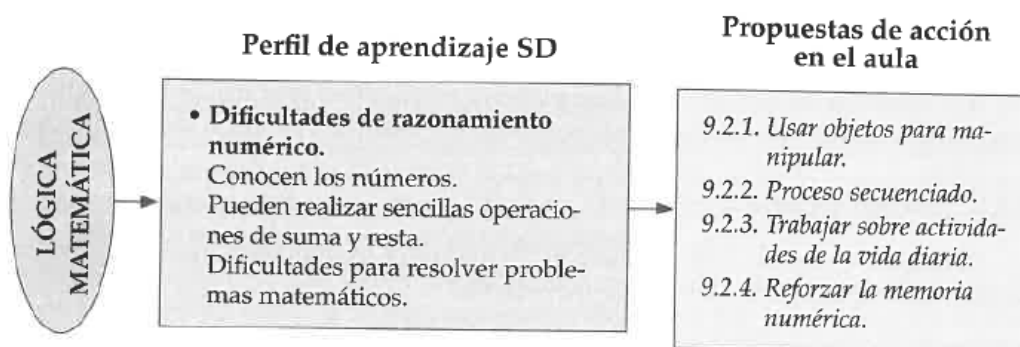 LÓGICA
MATEMÁTICA
Perfil de aprendizaje SD
• Dificultades de razonamiento
numérico.
Conocen los números.
Pueden realizar sencillas operacio-
nes de suma y resta.
Dificultades para resolver proble-
mas matemáticos.
Propuestas de acción
en el aula
9.2.1. Usar objetos para ma-
nipular.
9.2.2. Proceso secuenciado.
9.2.3. Trabajar sobre activida-
des de la vida diaria.
9.2.4. Reforzar la memoria
numérica.